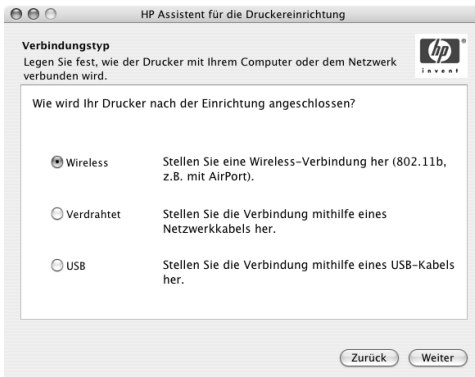 HP Assistent für die Druckereinrichtung
Verbindungstyp
Legen Sie fest, wie der Drucker mit Ihrem Computer oder dem Netzwerk
verbunden wird.
hp
invent
Wie wird Ihr Drucker nach der Einrichtung angeschlossen?
Wireless
Stellen Sie eine Wireless-Verbindung her (802.11b,
z.B. mit AirPort).
Verdrahtet
Stellen Sie die Verbindung mithilfe eines
Netzwerkkabels her.
USB
Stellen Sie die Verbindung mithilfe eines USB-Kabels
her.
Zurück
Weiter